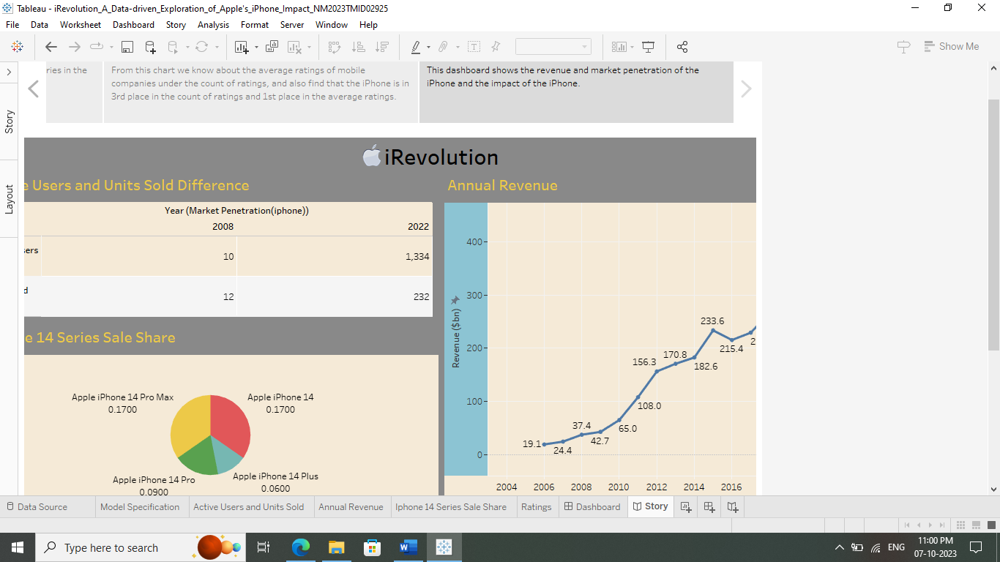 Tableau - iRevolution_A_Data-driven_Exploration_of_Apple's_iPhone_Impact_NM2023TMID02925
File Data Worksheet Dashboard Story Analysis Format Server Window Help
Show Me
ries in the
From this chart we know about the average ratings of mobile
companies under the count of ratings, and also find that the iPhone is in
3rd place in the count of ratings and 1st place in the average ratings.
This dashboard shows the revenue and market penetration of the
iPhone and the impact of the iPhone.
Story
Layout
iRevolution
e Users and Units Sold Difference
Year (Market Penetration(iphone))
2008 2022
sers 10 1,334
d 12 232
e 14 Series Sale Share
Apple iPhone 14 Pro Max
0.1700
Apple iPhone 14
0.1700
Apple iPhone 14 Pro
0.0900
Apple iPhone 14 Plus
0.0600
Annual Revenue
Revenue ($bn)
400
300
200
100
0
19.1
24.4
37.4
42.7
65.0
108.0
156.3
170.8
182.6
233.6
215.4
2
2004 2006 2008 2010 2012 2014 2016
Data Source Model Specification Active Users and Units Sold Annual Revenue Iphone 14 Series Sale Share Ratings Dashboard Story
Type here to search
W
ENG
11:00 PM
07-10-2023